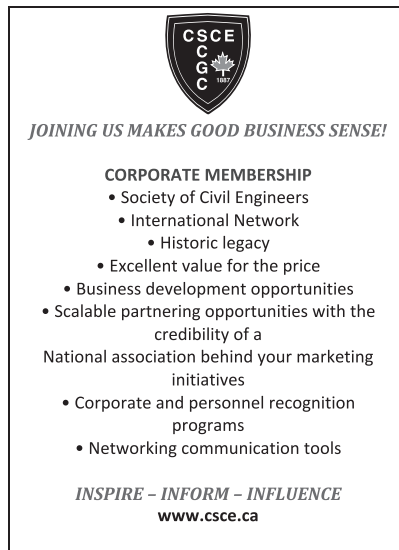 CSCE
C
G
C
1887
JOINING US MAKES GOOD BUSINESS SENSE!
CORPORATE MEMBERSHIP
• Society of Civil Engineers
• International Network
• Historic legacy
• Excellent value for the price
• Business development opportunities
• Scalable partnering opportunities with the
credibility of a
National association behind your marketing
initiatives
• Corporate and personnel recognition
programs
• Networking communication tools
INSPIRE – INFORM – INFLUENCE
www.csce.ca